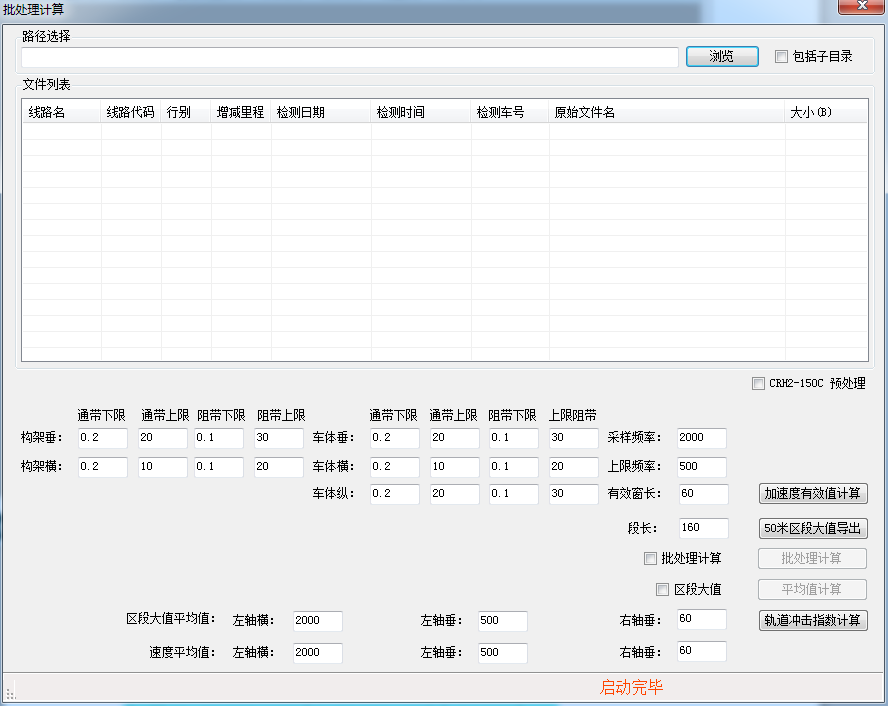 批处理计算
路径选择
浏览 包括子目录
文件列表
线路名 线路代码 行别 增减里程 检测日期 检测时间 检测车号 原始文件名 大小(B)
CRH2-150C 预处理
通带下限 通带上限 阻带下限 阻带上限 通带下限 通带上限 阻带下限 上限阻带
构架垂: 0.2 20 0.1 30 车体垂: 0.2 20 0.1 30 采样频率: 2000
构架横: 0.2 10 0.1 20 车体横: 0.2 10 0.1 20 上限频率: 500
车体纵: 0.2 20 0.1 30 有效窗长: 60 加速度有效值计算
段长: 160 50米区段大值导出
批处理计算 批处理计算
区段大值 平均值计算
区段大值平均值: 左轴横: 2000 左轴垂: 500 右轴垂: 60 轨道冲击指数计算
速度平均值: 左轴横: 2000 左轴垂: 500 右轴垂: 60
启动完毕